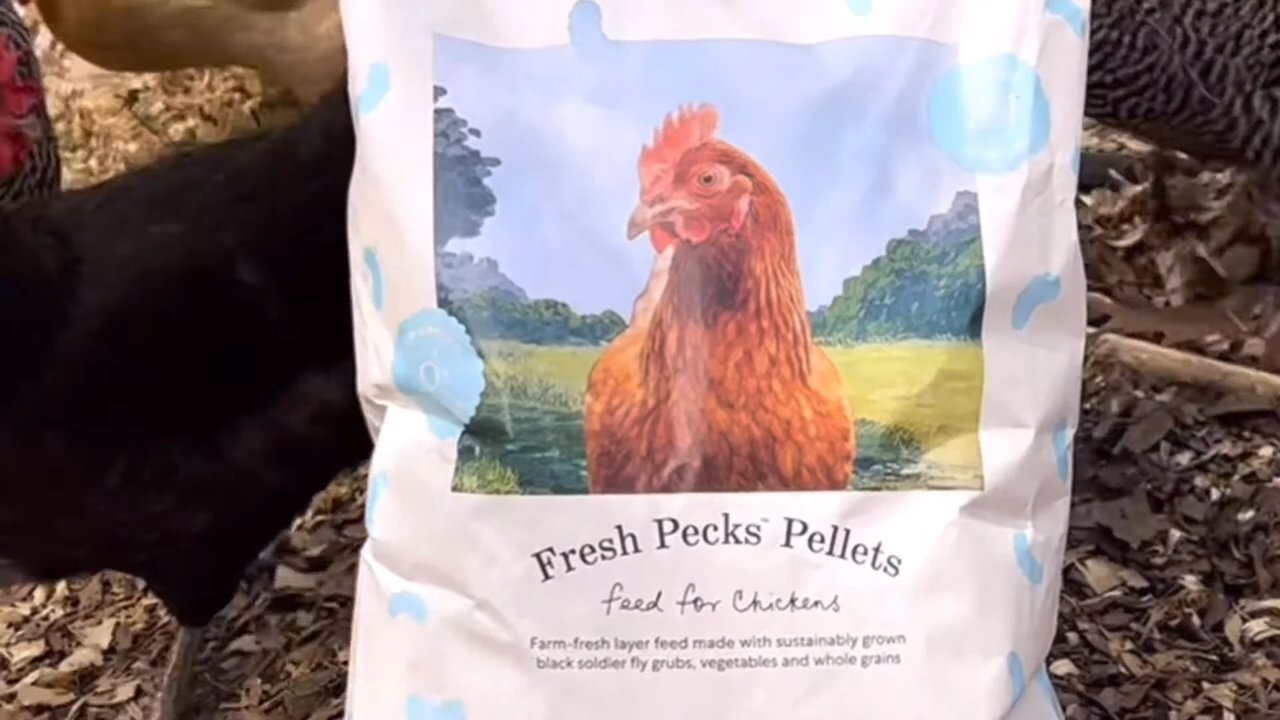 Fresh Pecks™ Pellets
feed for Chickens
Farm-fresh layer feed made with sustainably grown
black soldier fly grubs, vegetables and whole grains